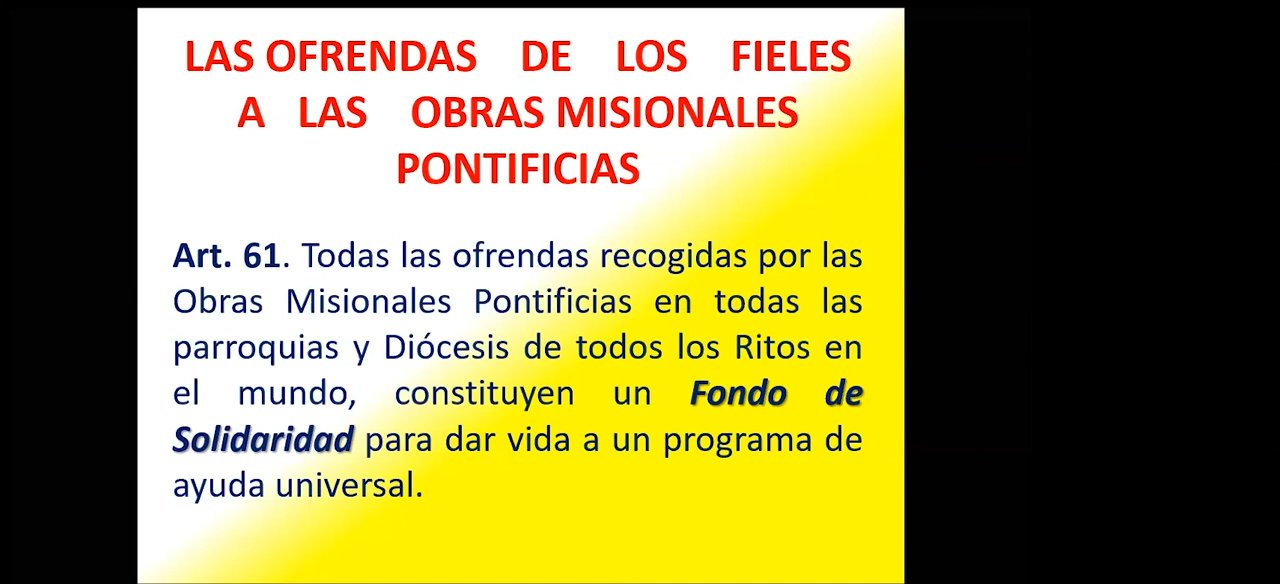 LAS OFRENDAS DE LOS FIELES
A LAS OBRAS MISIONALES
PONTIFICIAS
Art. 61. Todas las ofrendas recogidas por las
Obras Misionales Pontificias en todas las
parroquias y Diócesis de todos los Ritos en
el mundo, constituyen un Fondo de
Solidaridad para dar vida a un programa de
ayuda universal.